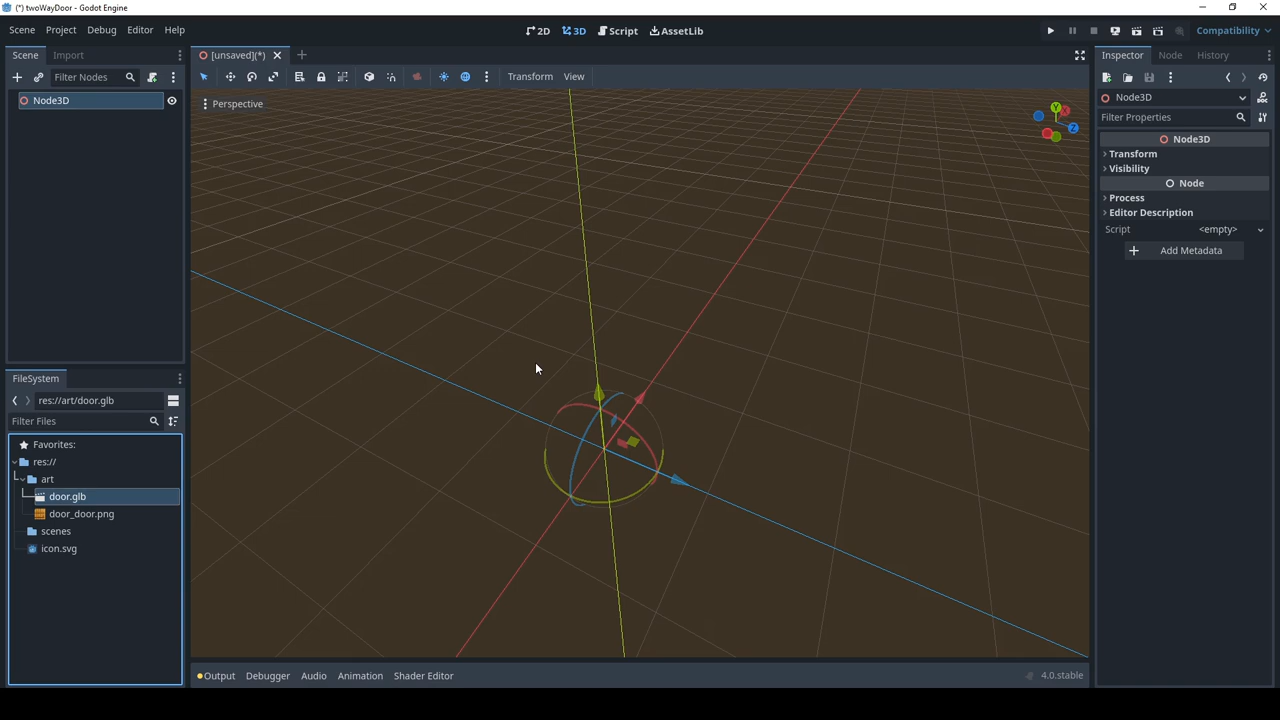 (*) twoWayDoor - Godot Engine
Scene Project Debug Editor Help
2D 3D Script AssetLib
Compatibility
Scene Import
[unsaved](*)
Inspector Node History
Filter Nodes
Transform View
Node3D
Perspective
Y
X
Z
Node3D
Filter Properties
Node3D
Transform
Visibility
Node
Process
Editor Description
Script <empty>
Add Metadata
FileSystem
res://art/door.glb
Filter Files
Favorites:
res://
art
door.glb
door_door.png
scenes
icon.svg
Output Debugger Audio Animation Shader Editor
4.0.stable